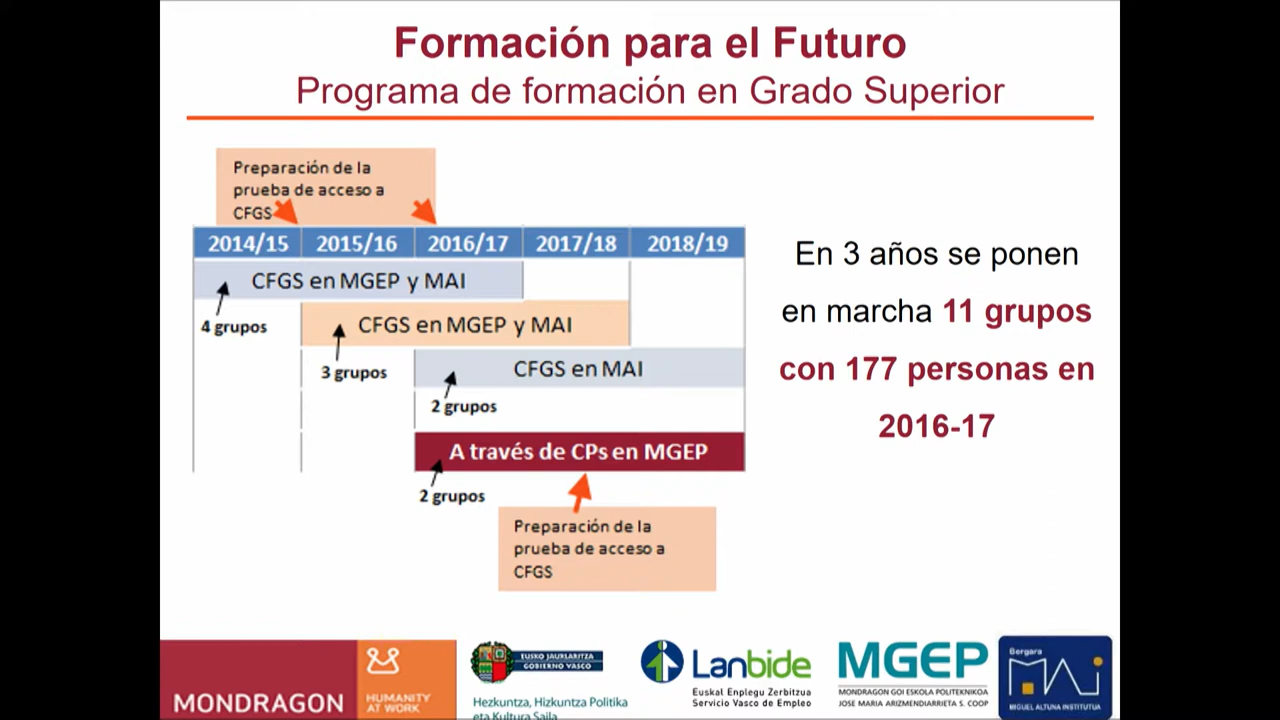 Formación para el Futuro
Programa de formación en Grado Superior
Preparación de la
prueba de acceso a
CFGS
2014/15 2015/16 2016/17 2017/18 2018/19
CFGS en MGEP y MAI
4 grupos
CFGS en MGEP y MAI
3 grupos
CFGS en MAI
2 grupos
A través de CPs en MGEP
2 grupos
Preparación de la
prueba de acceso a
CFGS
En 3 años se ponen
en marcha 11 grupos
con 177 personas en
2016-17
MONDRAGON
HUMANITY
AT WORK
EUSKO JAURLARITZA
GOBIERNO VASCO
Hezkuntza, Hizkuntza Politika
eta Kultura Saila
Lanbide
Euskal Enplegu Zerbitzua
Servicio Vasco de Empleo
MGEP
MONDRAGON GOI ESKOLA POLITEKNIKOA
JOSE MARIA ARIZMENDIARRIETA S. COOP
Bergara
MAI
MIGUEL ALTUNA INSTITUTUA